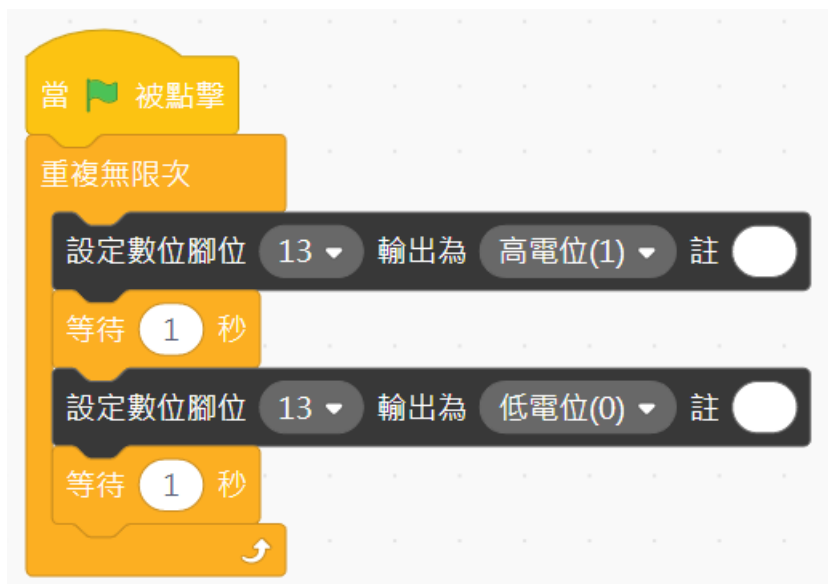 當 被點擊
重複無限次
設定數位腳位 13 輸出為 高電位(1) 註
等待 1 秒
設定數位腳位 13 輸出為 低電位(0) 註
等待 1 秒